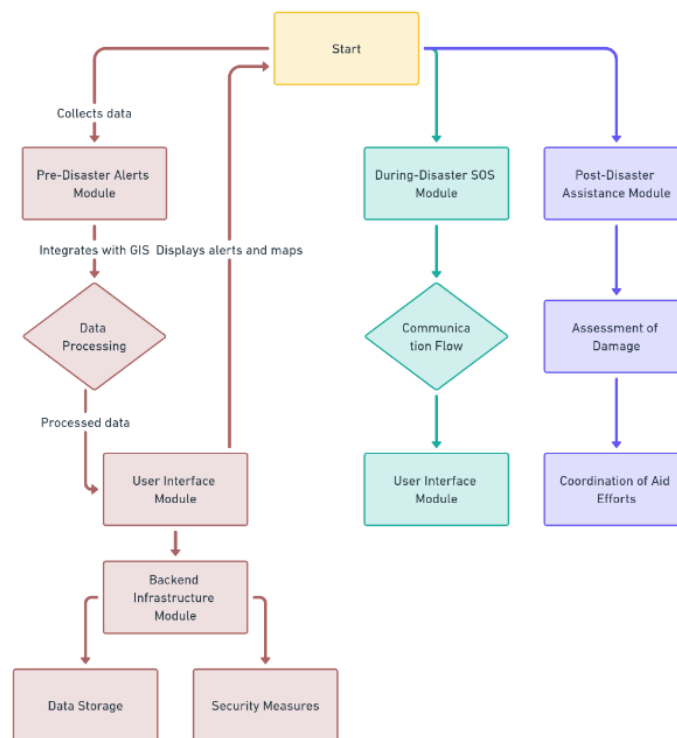 Start
Collects data
Pre-Disaster Alerts
Module
During-Disaster SOS
Module
Post-Disaster
Assistance Module
Integrates with GIS
Displays alerts and maps
Data
Processing
Communica
tion Flow
Assessment of
Damage
Processed data
User Interface
Module
User Interface
Module
Coordination of Aid
Efforts
Backend
Infrastructure
Module
Data Storage
Security Measures